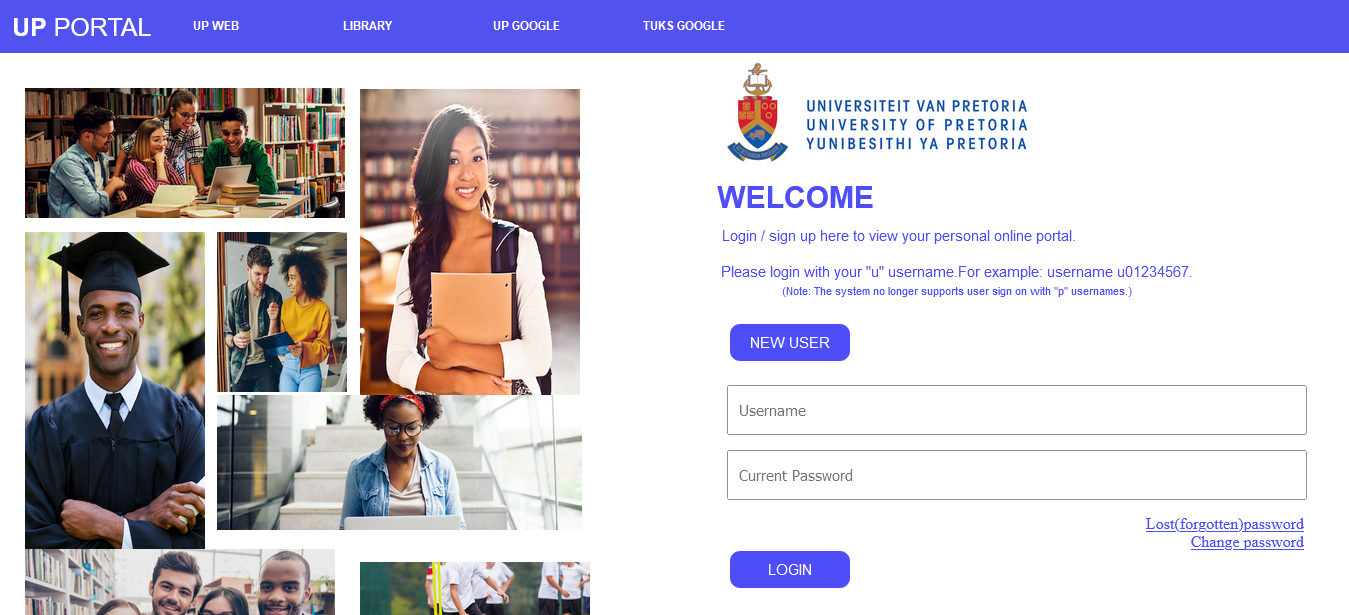 UP PORTAL
UP WEB
LIBRARY
UP GOOGLE
TUKS GOOGLE
UNIVERSITEIT VAN PRETORIA
UNIVERSITY OF PRETORIA
YUNIBESITHI YA PRETORIA
WELCOME
Login / sign up here to view your personal online portal.
Please login with your "u" username.For example: username u01234567.
(Note: The system no longer supports user sign on with "p" usernames.)
NEW USER
Username
Current Password
Lost(forgotten)password
Change password
LOGIN